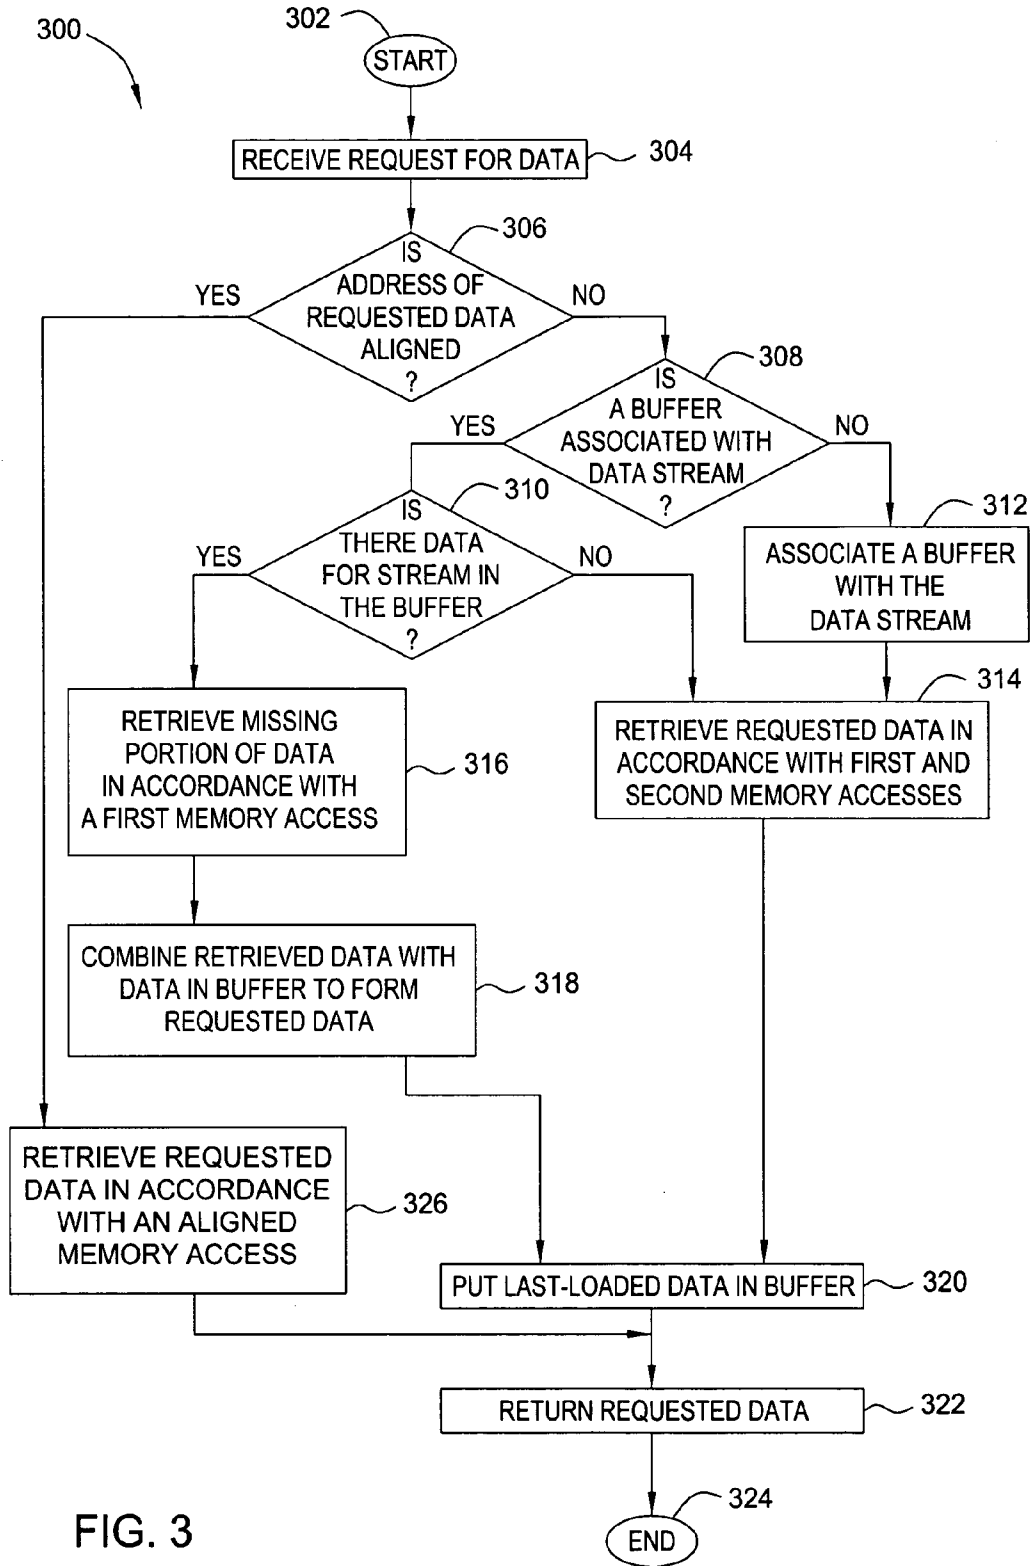 300
302
START
RECEIVE REQUEST FOR DATA
304
306
IS
ADDRESS OF
REQUESTED DATA
ALIGNED
?
YES
NO
308
IS
A BUFFER
ASSOCIATED WITH
DATA STREAM
?
YES
NO
310
IS
THERE DATA
FOR STREAM IN
THE BUFFER
?
YES
NO
312
ASSOCIATE A BUFFER
WITH THE
DATA STREAM
314
RETRIEVE REQUESTED DATA IN
ACCORDANCE WITH FIRST AND
SECOND MEMORY ACCESSES
RETRIEVE MISSING
PORTION OF DATA
IN ACCORDANCE WITH
A FIRST MEMORY ACCESS
316
COMBINE RETRIEVED DATA WITH
DATA IN BUFFER TO FORM
REQUESTED DATA
318
RETRIEVE REQUESTED
DATA IN ACCORDANCE
WITH AN ALIGNED
MEMORY ACCESS
326
PUT LAST-LOADED DATA IN BUFFER
320
RETURN REQUESTED DATA
322
324
END
FIG. 3